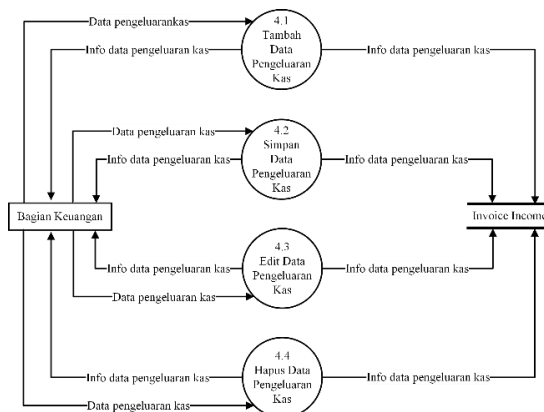 Data pengeluarankas
4.1
Tambah
Data
Pengeluaran
Kas
Info data pengeluaran kas
Info data pengeluaran kas
Data pengeluaran kas
4.2
Simpan
Data
Pengeluaran
Kas
Info data pengeluaran kas
Info data pengeluaran kas
Bagian Keuangan
Invoice Income
4.3
Edit Data
Pengeluaran
Kas
Info data pengeluaran kas
Info data pengeluaran kas
Data pengeluaran kas
4.4
Hapus Data
Pengeluaran
Kas
Info data pengeluaran kas
Info data pengeluaran kas
Data pengeluaran kas